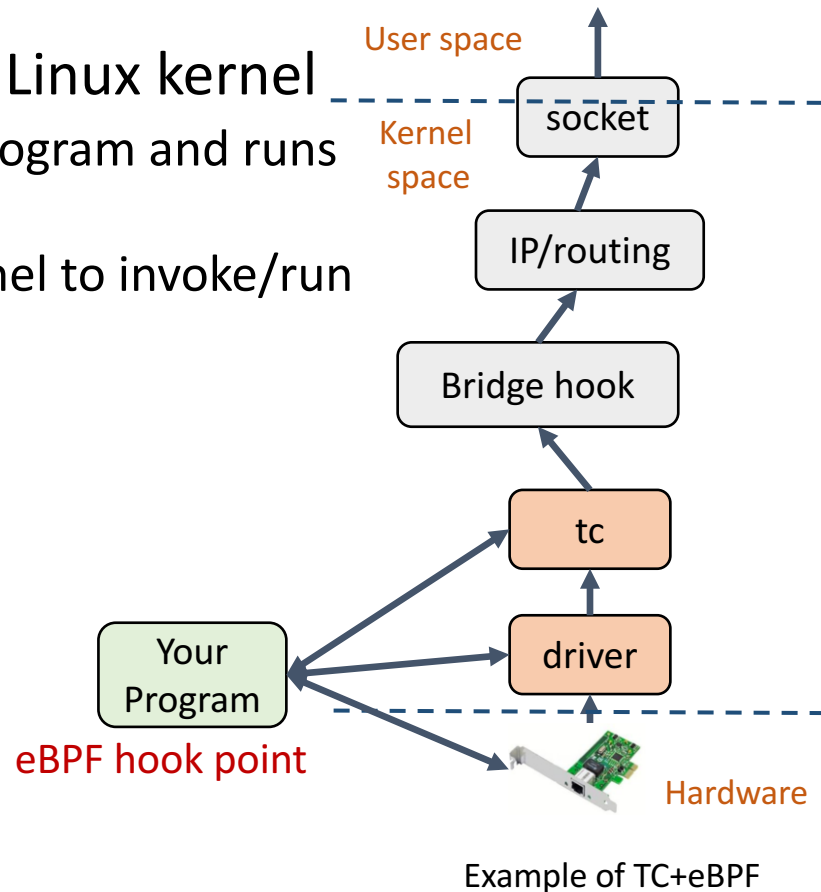 Linux kernel
ogram and runs
nel to invoke/run
User space
Kernel
space
socket
IP/routing
Bridge hook
tc
driver
Your
Program
eBPF hook point
Hardware
Example of TC+eBPF